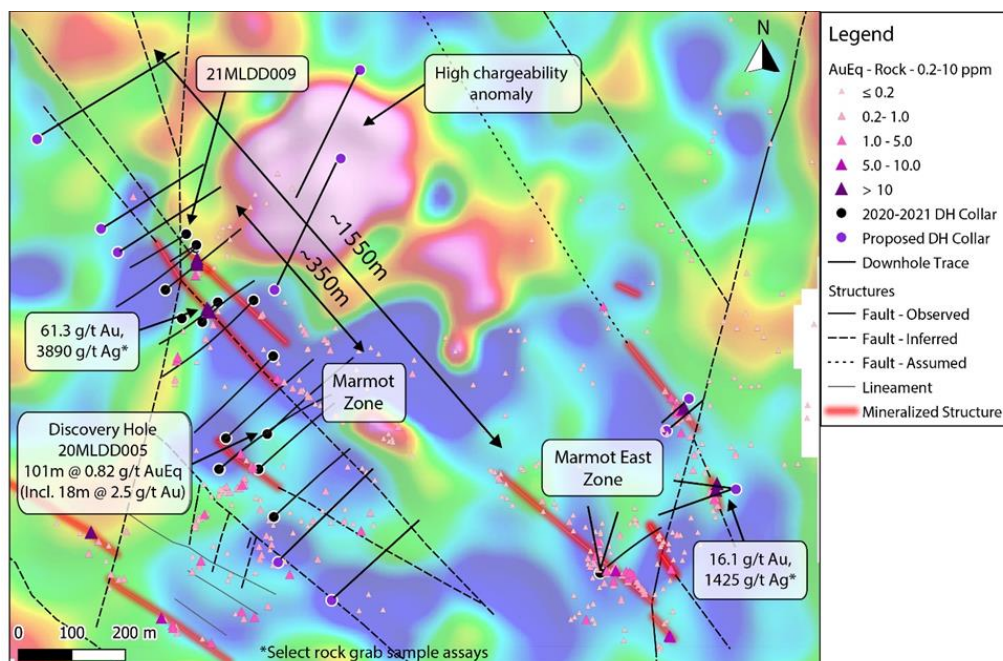 21MLDD009
High chargeability
anomaly
N
~1550m
~350m
61.3 g/t Au,
3890 g/t Ag*
Marmot
Zone
Discovery Hole
20MLDD005
101m @ 0.82 g/t AuEq
(Incl. 18m @ 2.5 g/t Au)
Marmot East
Zone
16.1 g/t Au,
1425 g/t Ag*
0 100 200 m
*Select rock grab sample assays
Legend
AuEq - Rock - 0.2-10 ppm
≤ 0.2
0.2- 1.0
1.0 - 5.0
5.0 - 10.0
> 10
2020-2021 DH Collar
Proposed DH Collar
Downhole Trace
Structures
Fault - Observed
Fault - Inferred
Fault - Assumed
Lineament
Mineralized Structure